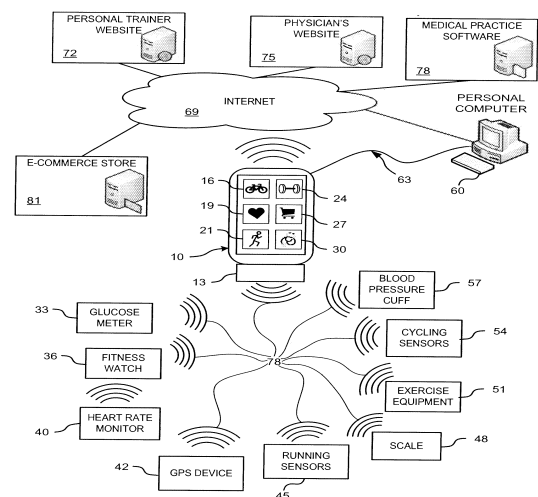 PERSONAL TRAINER
WEBSITE
72
PHYSICIAN'S
WEBSITE
75
MEDICAL PRACTICE
SOFTWARE
78
INTERNET
69
PERSONAL
COMPUTER
60
63
E-COMMERCE STORE
81
16
24
19
27
21
30
10
13
BLOOD
PRESSURE
CUFF
57
33
GLUCOSE
METER
CYCLING
SENSORS
54
36
FITNESS
WATCH
78
EXERCISE
EQUIPMENT
51
40
HEART RATE
MONITOR
SCALE
48
42
GPS DEVICE
RUNNING
SENSORS
45